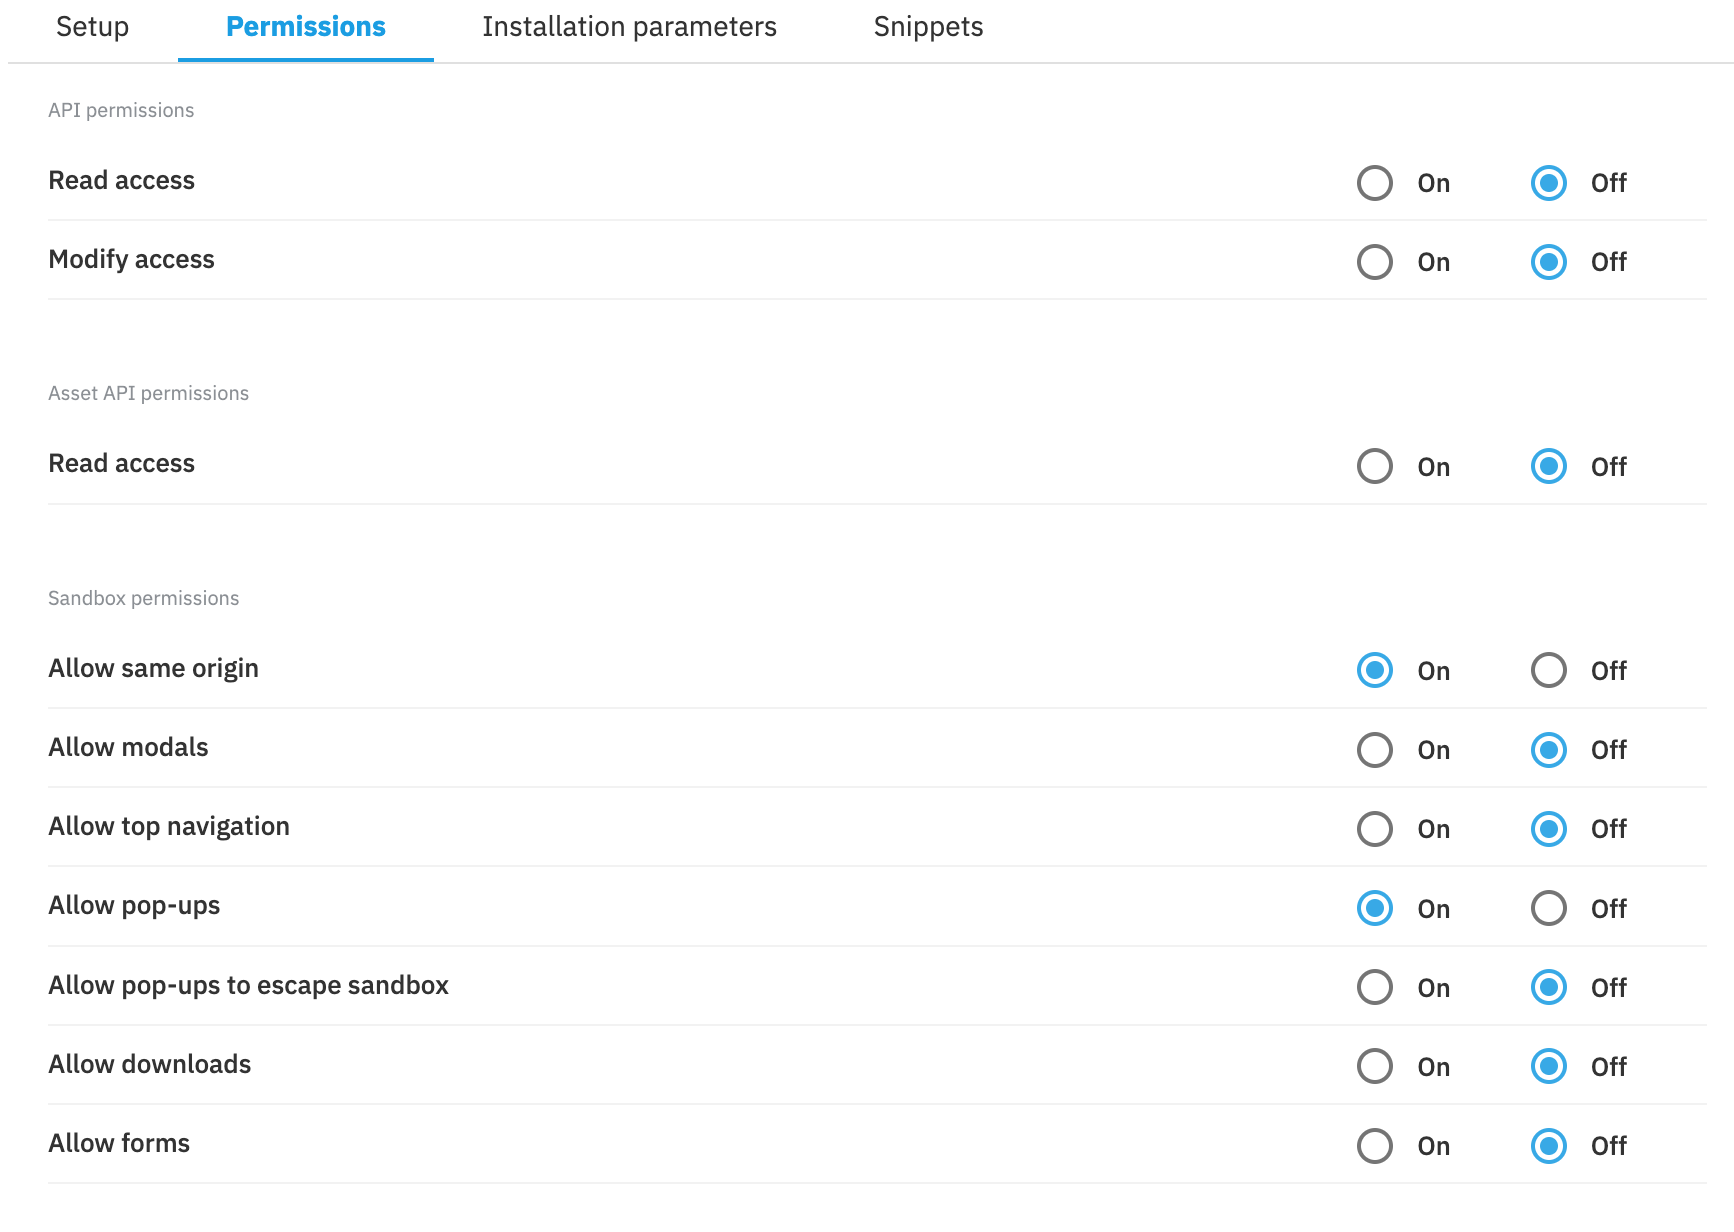 Setup Permissions Installation parameters Snippets
API permissions
Read access On Off
Modify access On Off
Asset API permissions
Read access On Off
Sandbox permissions
Allow same origin On Off
Allow modals On Off
Allow top navigation On Off
Allow pop-ups On Off
Allow pop-ups to escape sandbox On Off
Allow downloads On Off
Allow forms On Off